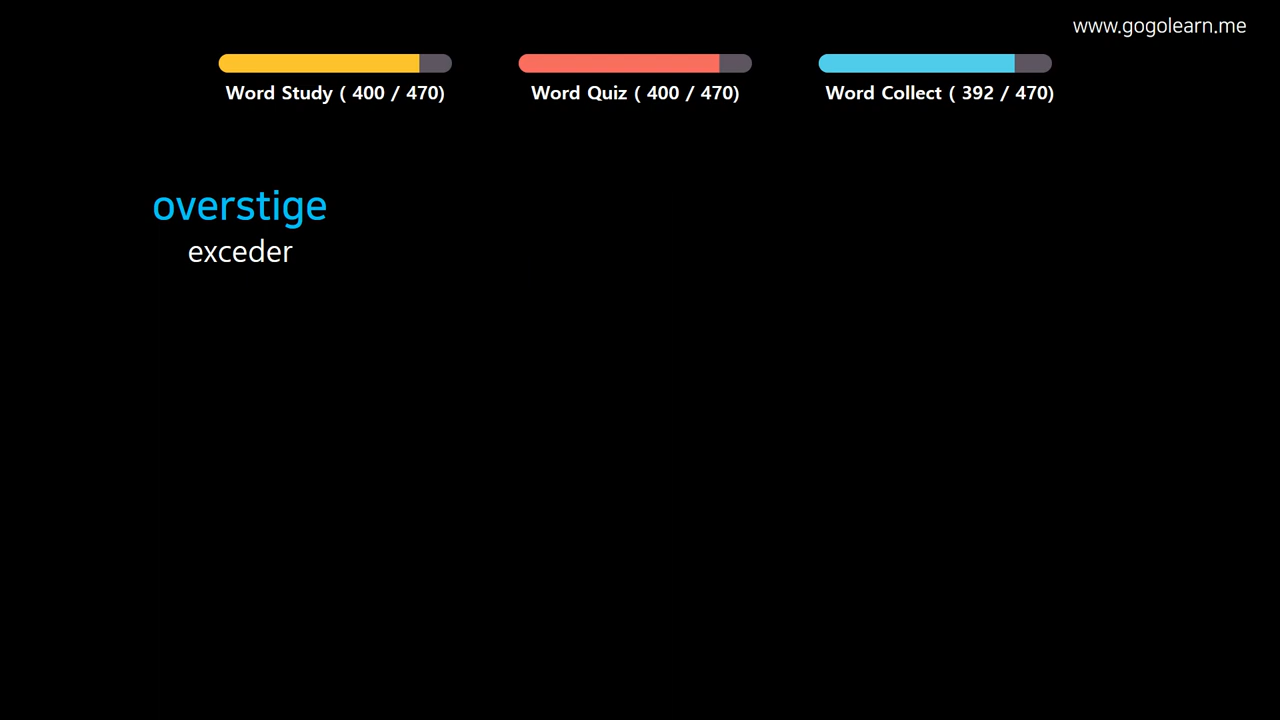 www.gogolearn.me
Word Study ( 400 / 470)
Word Quiz ( 400 / 470)
Word Collect ( 392 / 470)
overstige
exceder